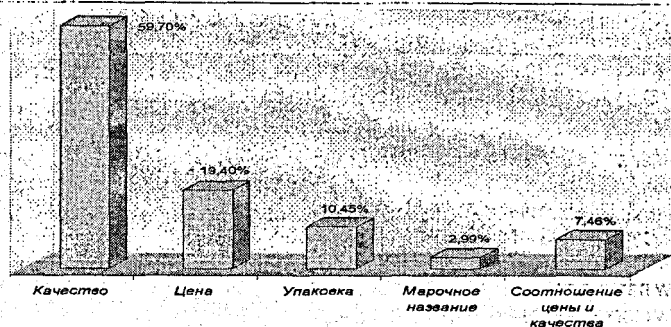 59,70%
19,40%
10,45%
2,99%
7,46%
Качество
Цена
Упаковка
Марочное название
Соотношение цены и качества